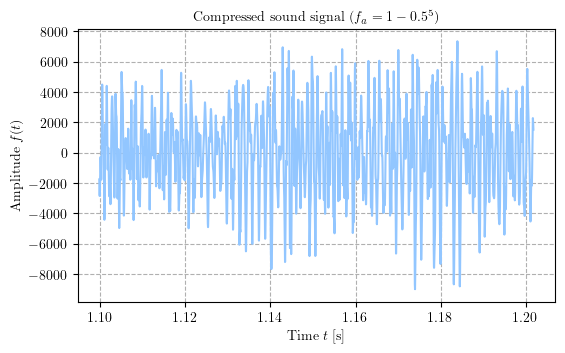 Compressed sound signal (f_a = 1 − 0.5^5)
8000
6000
4000
2000
0
−2000
−4000
−6000
−8000
Amplitude f(t)
1.10 1.12 1.14 1.16 1.18 1.20
Time t [s]